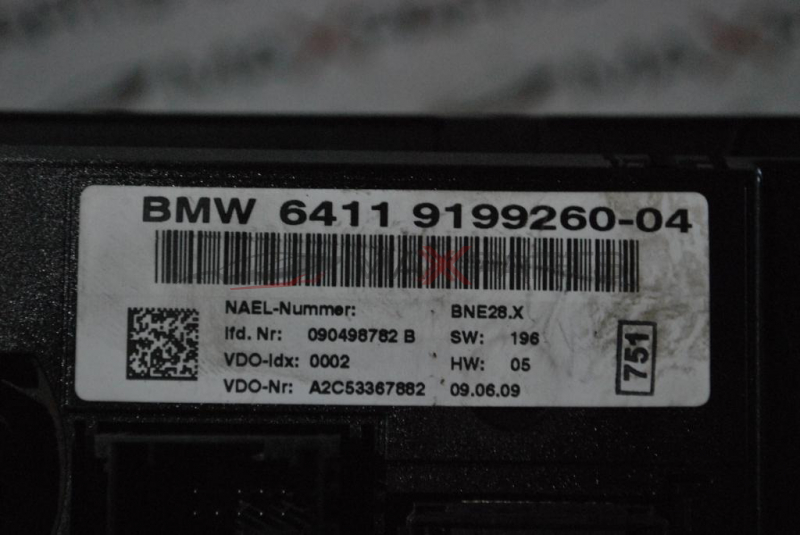 BMW 6411 9199260-04
NAEL-Nummer: BNE28.X
lfd. Nr: 090498782 B SW: 196
VDO-Idx: 0002 HW: 05
VDO-Nr: A2C53367882 09.06.09
751